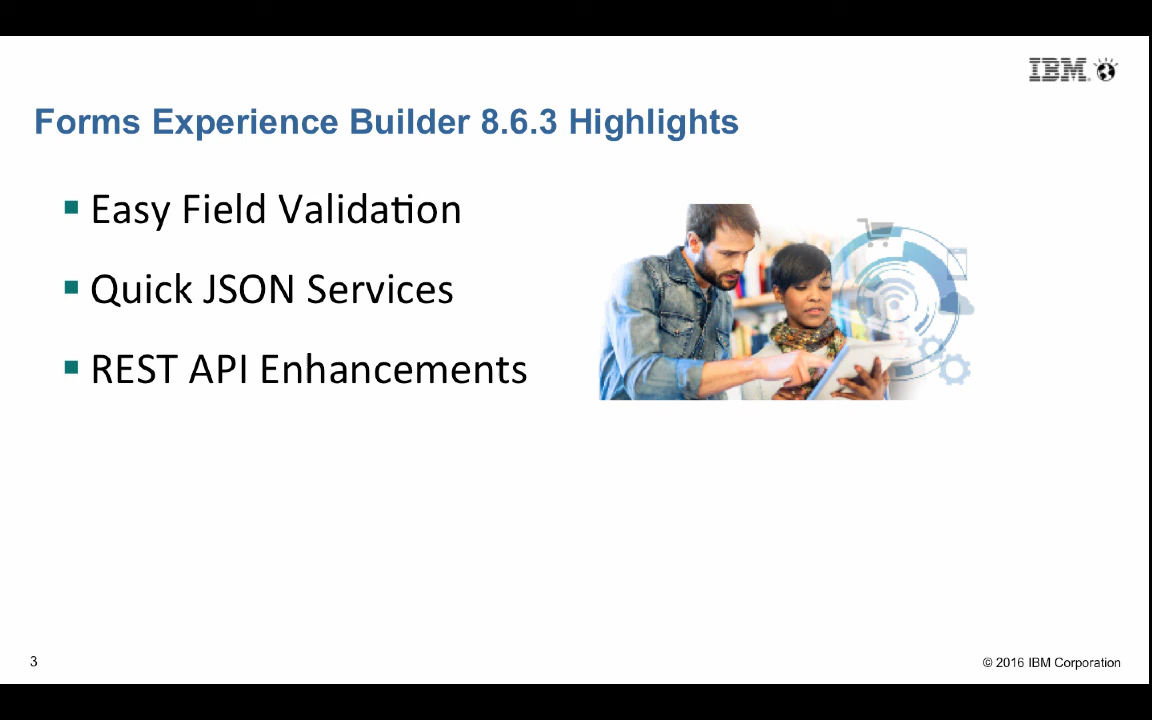 IBM
Forms Experience Builder 8.6.3 Highlights
Easy Field Validation
Quick JSON Services
REST API Enhancements
3
© 2016 IBM Corporation